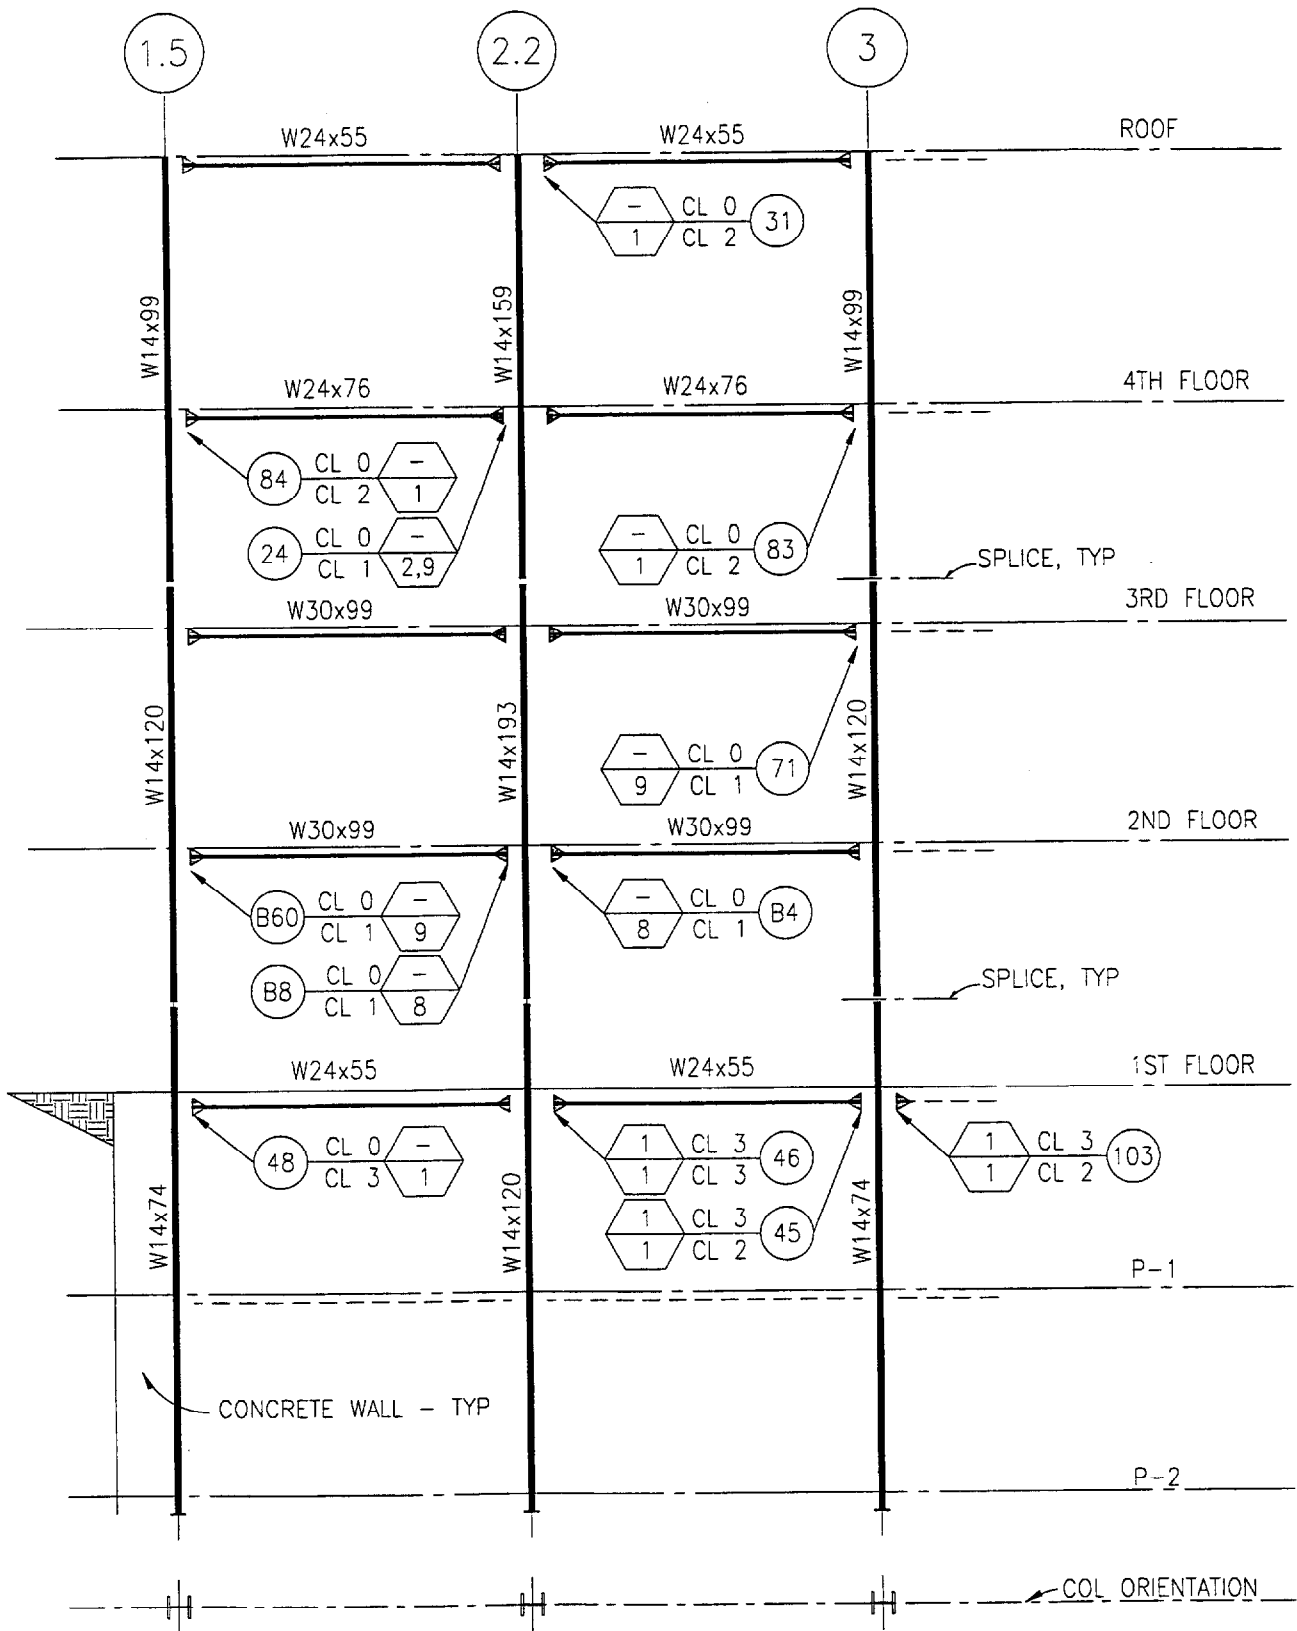 1.5
2.2
3
W24x55
W24x55
ROOF
-
1
CL 0
CL 2
31
W14x99
W14x159
W14x99
W24x76
W24x76
4TH FLOOR
84
CL 0
CL 2
-
1
24
CL 0
CL 1
-
2,9
-
1
CL 0
CL 2
83
SPLICE, TYP
W30x99
W30x99
3RD FLOOR
W14x120
W14x193
W14x120
-
9
CL 0
CL 1
71
W30x99
W30x99
2ND FLOOR
B60
CL 0
CL 1
-
9
B8
CL 0
CL 1
-
8
-
8
CL 0
CL 1
B4
SPLICE, TYP
W24x55
W24x55
1ST FLOOR
48
CL 0
CL 3
-
1
1
1
CL 3
CL 3
46
1
1
CL 3
CL 2
45
1
1
CL 3
CL 2
103
W14x74
W14x120
W14x74
P-1
CONCRETE WALL - TYP
P-2
COL ORIENTATION